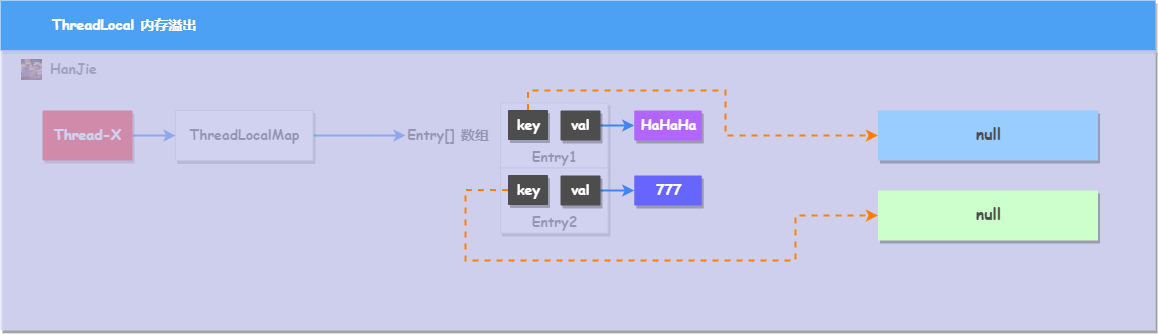 ThreadLocal 内存溢出
HanJie
Thread-X
ThreadLocalMap
Entry[] 数组
key
val
HaHaHa
null
Entry1
key
val
777
null
Entry2